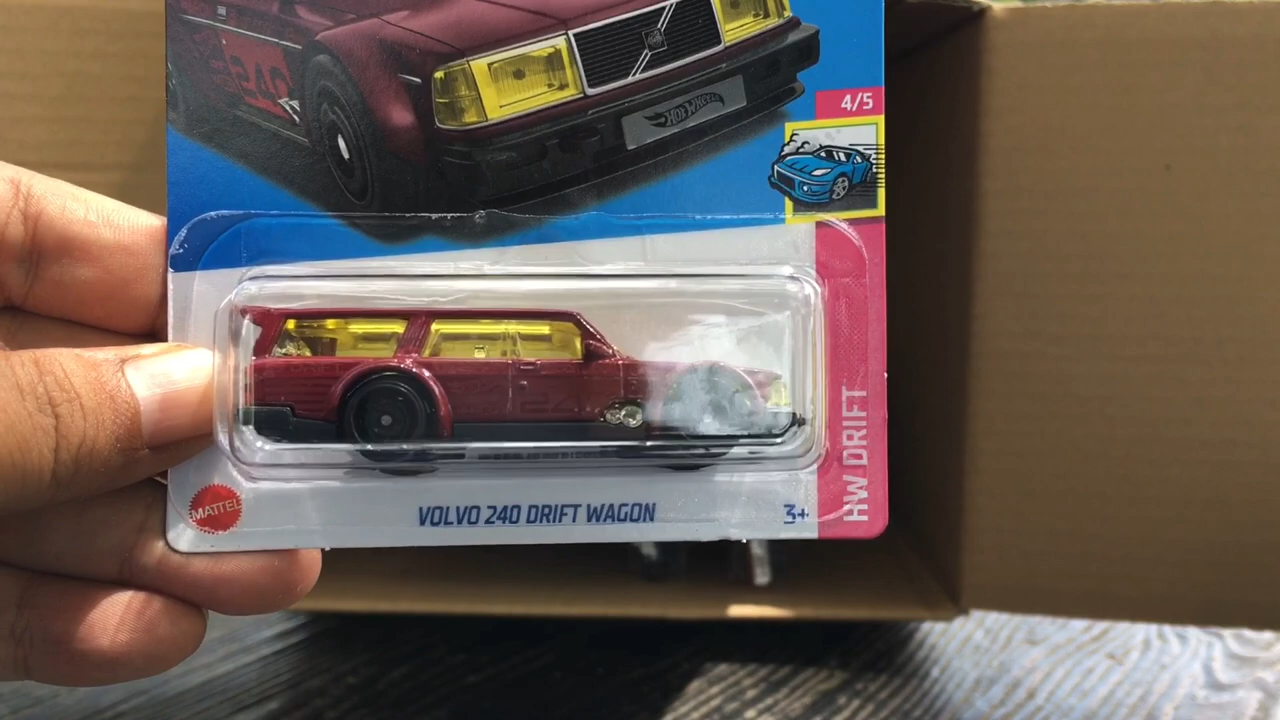 240
HOT WHEELS
4/5
HW DRIFT
MATTEL
VOLVO 240 DRIFT WAGON
3+